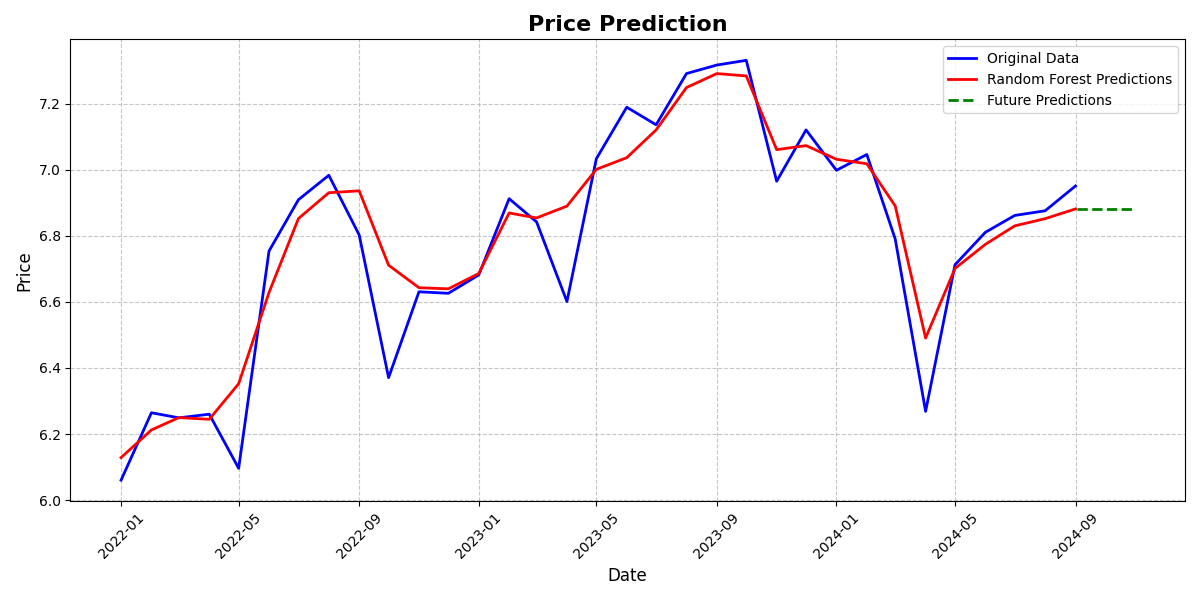 Price Prediction
Original Data
Random Forest Predictions
Future Predictions
Price
7.2
7.0
6.8
6.6
6.4
6.2
6.0
2022-01
2022-05
2022-09
2023-01
2023-05
2023-09
2024-01
2024-05
2024-09
Date